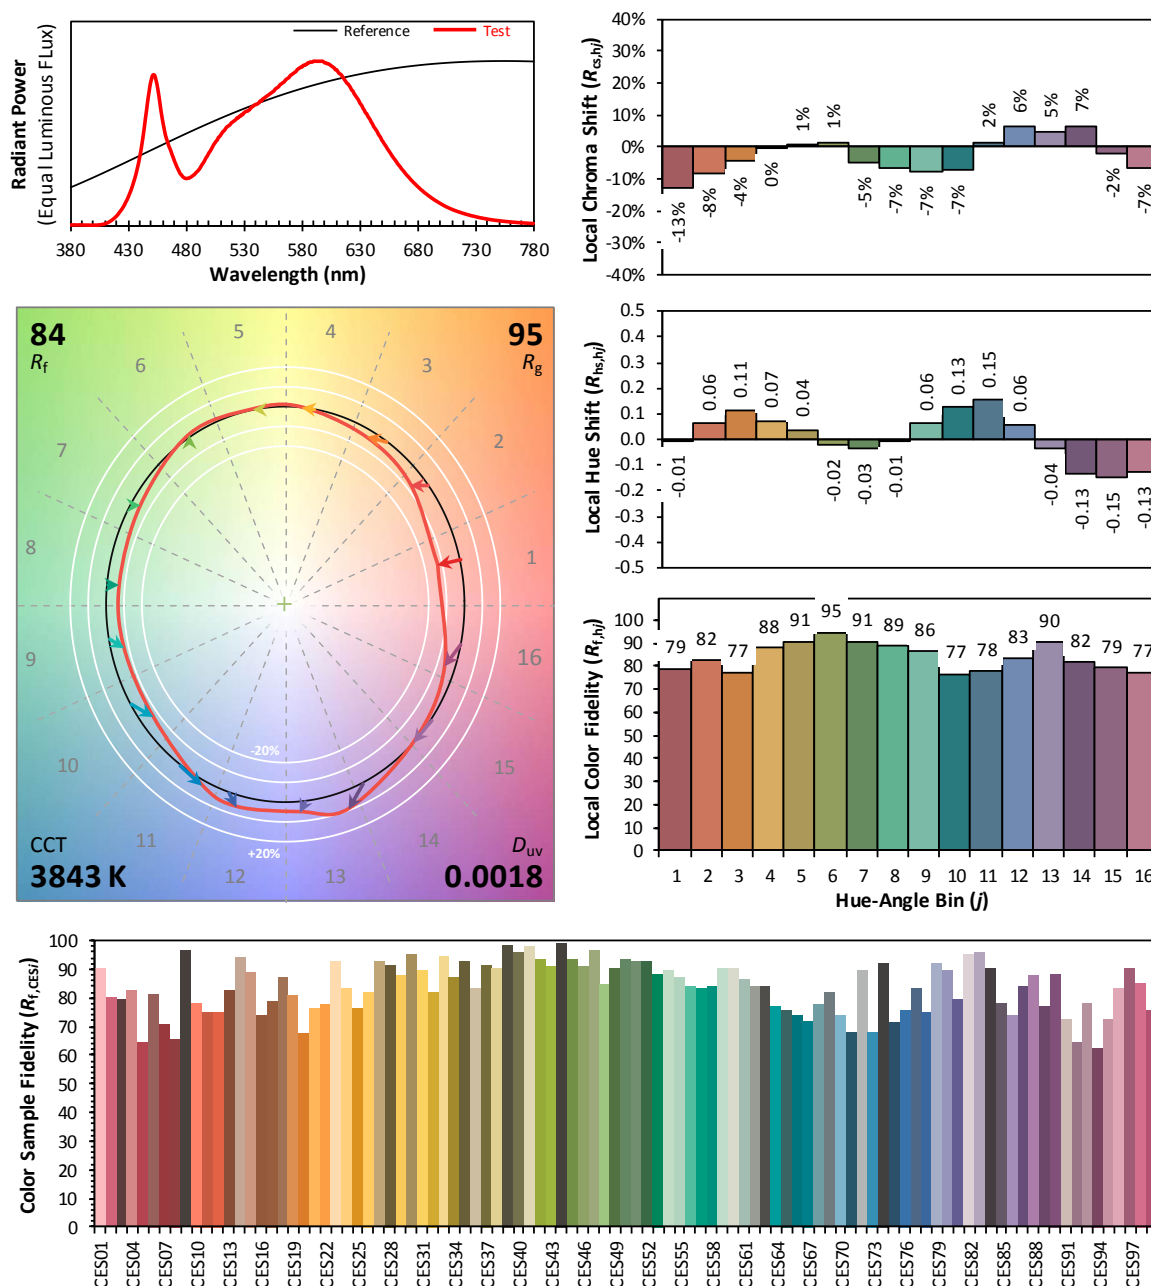 Radiant Power
(Equal Luminous FLux
Reference
Test
380 430 480 530 580 630 680 730 780
Wavelength (nm)
Local Chroma Shift (Rcs,hj)
40%
30%
20%
10%
0%
-10%
-20%
-30%
-40%
-13% -8% -4% 0% 1% 1% -5% -7% -7% -7% 2% 6% 5% 7% -2% -7%
84
Rf
95
Rg
5 4
6 3
7 2
8 1
9 16
10 15
11 14
12 13
-20%
+20%
CCT
3843 K
Duv
0.0018
Local Hue Shift (Rhs,hj)
0.5
0.4
0.3
0.2
0.1
0.0
-0.1
-0.2
-0.3
-0.4
-0.5
-0.01 0.06 0.11 0.07 0.04 -0.02 -0.03 -0.01 0.06 0.13 0.15 0.06 -0.04 -0.13 -0.15 -0.13
Local Color Fidelity (Rf,hj)
100
90
80
70
60
50
40
30
20
10
0
79 82 77 88 91 95 91 89 86 77 78 83 90 82 79 77
1 2 3 4 5 6 7 8 9 10 11 12 13 14 15 16
Hue-Angle Bin (j)
Color Sample Fidelity (Rf,CESi)
100
90
80
70
60
50
40
30
20
10
0
CES01 CES04 CES07 CES10 CES13 CES16 CES19 CES22 CES25 CES28 CES31 CES34 CES37 CES40 CES43 CES46 CES49 CES52 CES55 CES58 CES61 CES64 CES67 CES70 CES73 CES76 CES79 CES82 CES85 CES88 CES91 CES94 CES97